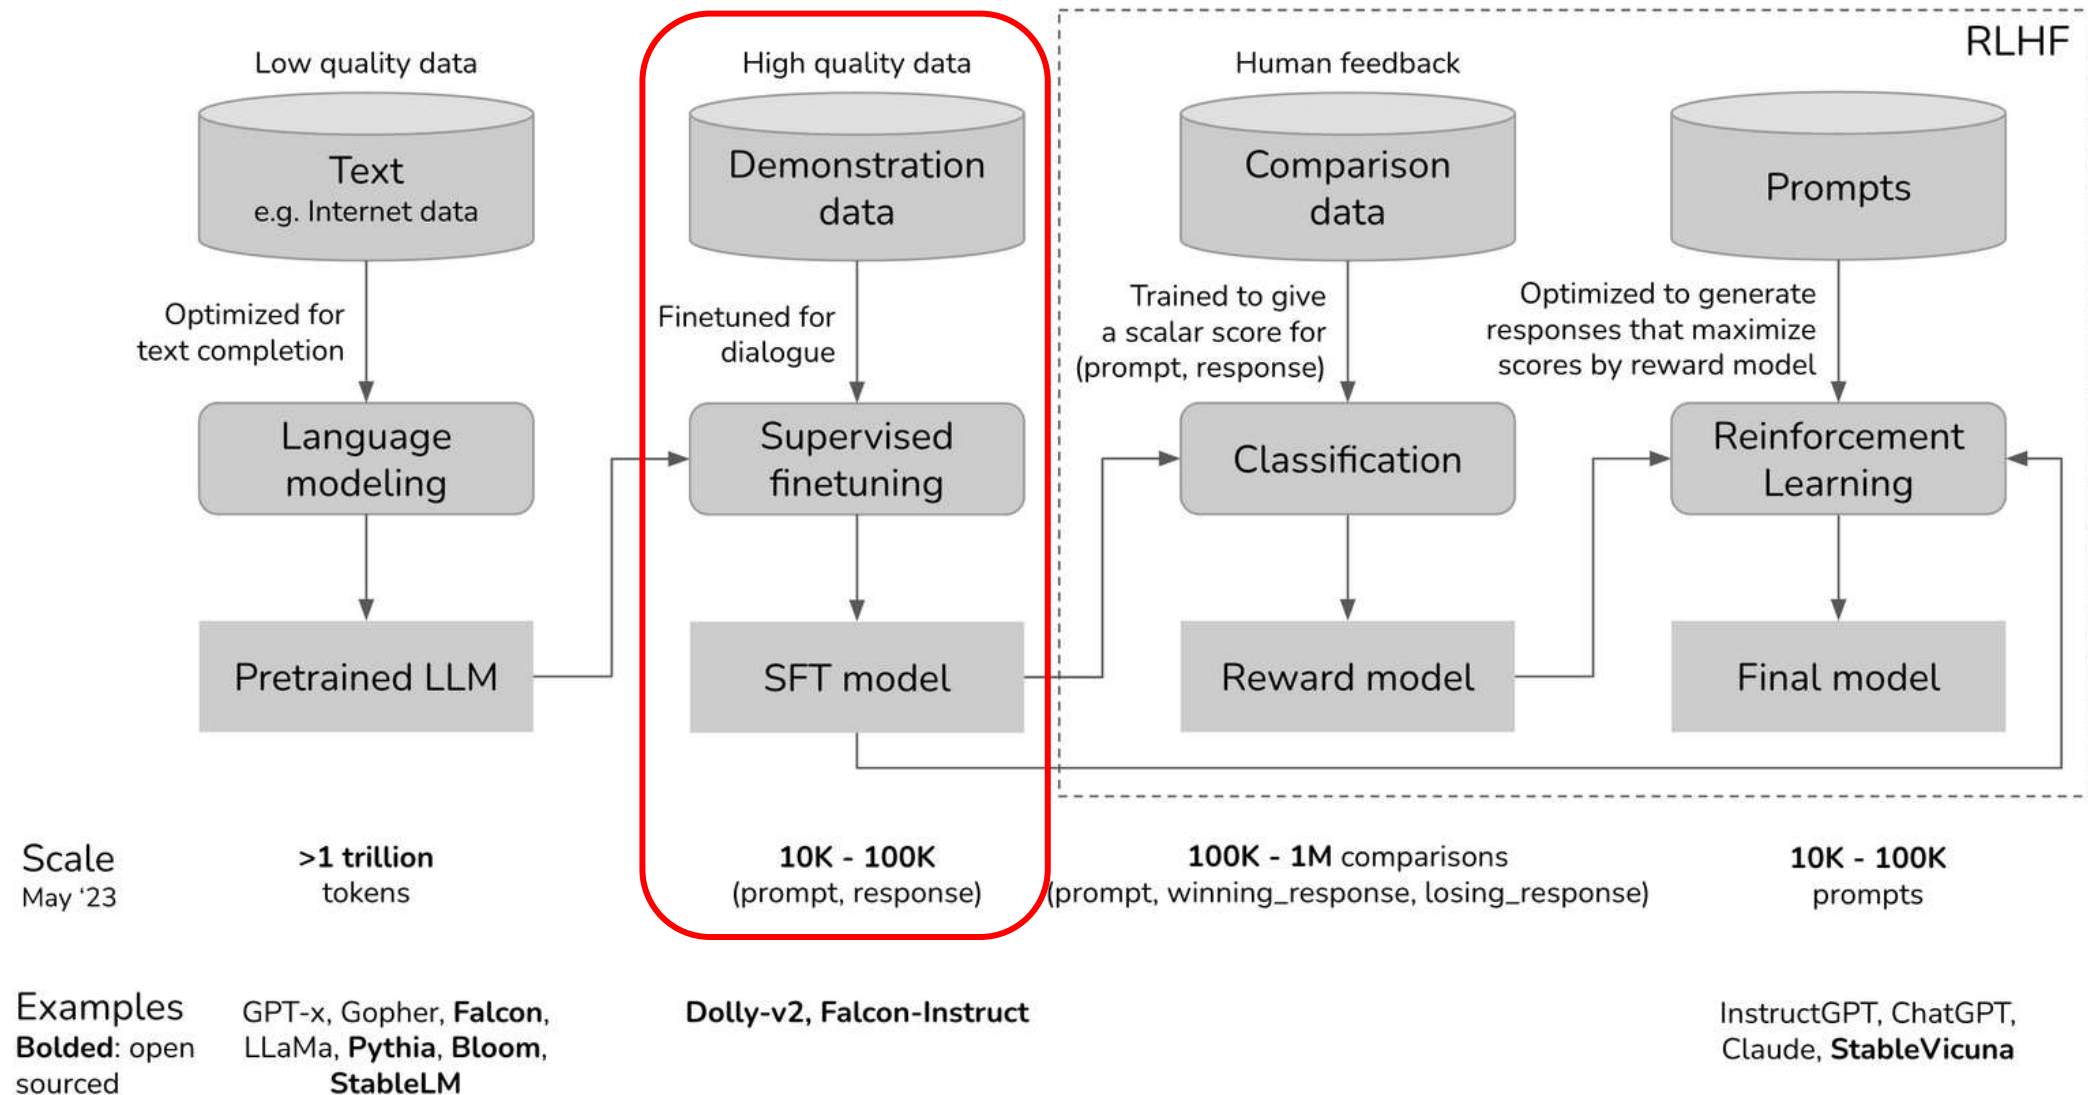 RLHF
Low quality data
Text
e.g. Internet data
Optimized for
text completion
Language
modeling
Pretrained LLM
High quality data
Demonstration
data
Finetuned for
dialogue
Supervised
finetuning
SFT model
Human feedback
Comparison
data
Trained to give
a scalar score for
(prompt, response)
Classification
Reward model
Prompts
Optimized to generate
responses that maximize
scores by reward model
Reinforcement
Learning
Final model
Scale
May ‘23
>1 trillion
tokens
10K - 100K
(prompt, response)
100K - 1M comparisons
(prompt, winning_response, losing_response)
10K - 100K
prompts
Examples
Bolded: open
sourced
GPT-x, Gopher, Falcon,
LLaMa, Pythia, Bloom,
StableLM
Dolly-v2, Falcon-Instruct
InstructGPT, ChatGPT,
Claude, StableVicuna